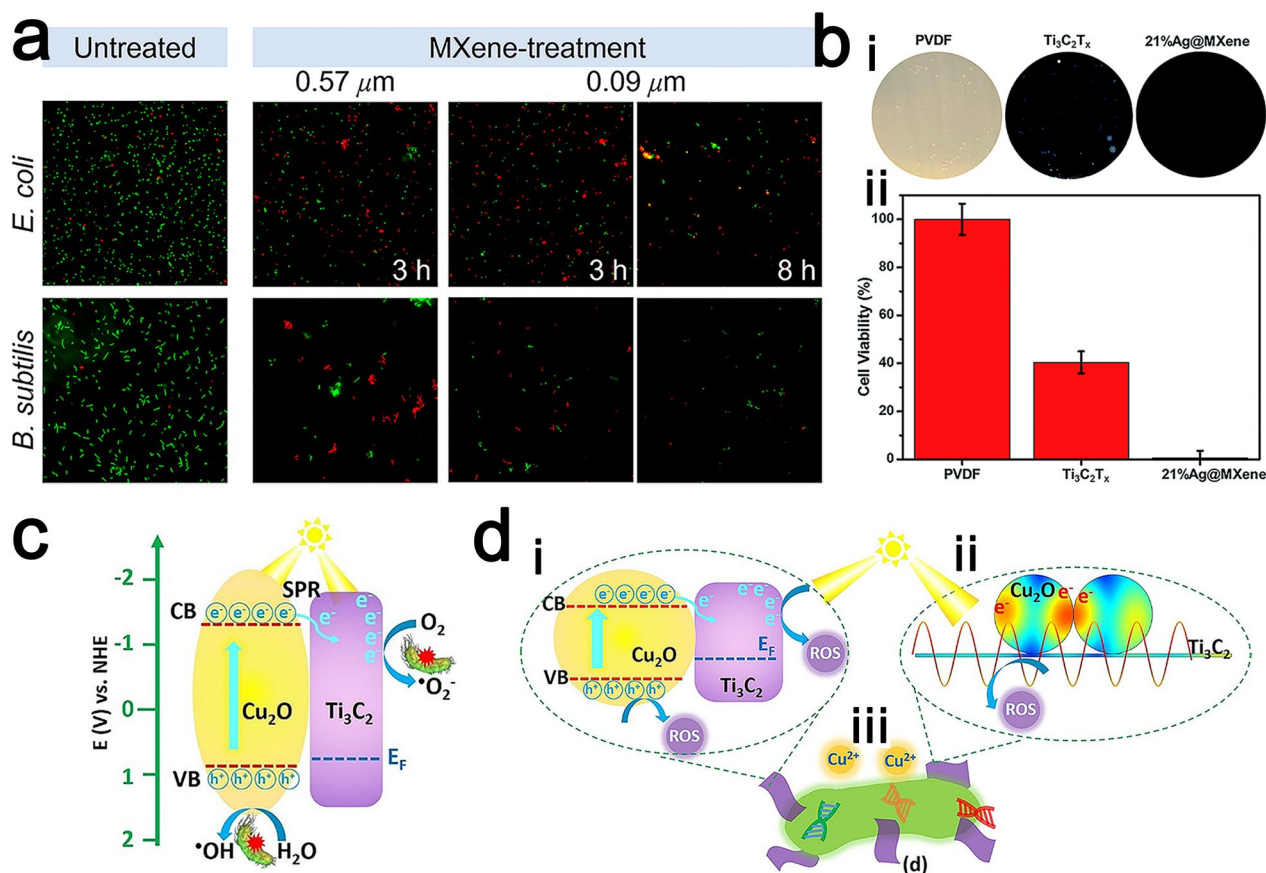 a
Untreated
MXene-treatment
0.57 μm
0.09 μm
E. coli
3 h
3 h
8 h
B. subtilis
b
i
PVDF
Ti₃C₂Tₓ
21%Ag@MXene
ii
Cell Viability (%)
100
80
60
40
20
0
PVDF
Ti₃C₂Tₓ
21%Ag@MXene
c
E (V) vs. NHE
-2
-1
0
1
2
SPR
CB
e⁻ e⁻ e⁻ e⁻
e⁻
e⁻
e⁻
e⁻
e⁻
O₂
•O₂⁻
Cu₂O
Ti₃C₂
E_F
VB
h⁺ h⁺ h⁺ h⁺
•OH
H₂O
d
i
CB
e⁻ e⁻ e⁻ e⁻
e⁻
e⁻ e⁻ e⁻
e⁻
e⁻
Cu₂O
E_F
Ti₃C₂
VB
h⁺ h⁺ h⁺ h⁺
ROS
ROS
ii
Cu₂O
e⁻
e⁻ e⁻
Ti₃C₂
ROS
iii
Cu²⁺
Cu²⁺
(d)